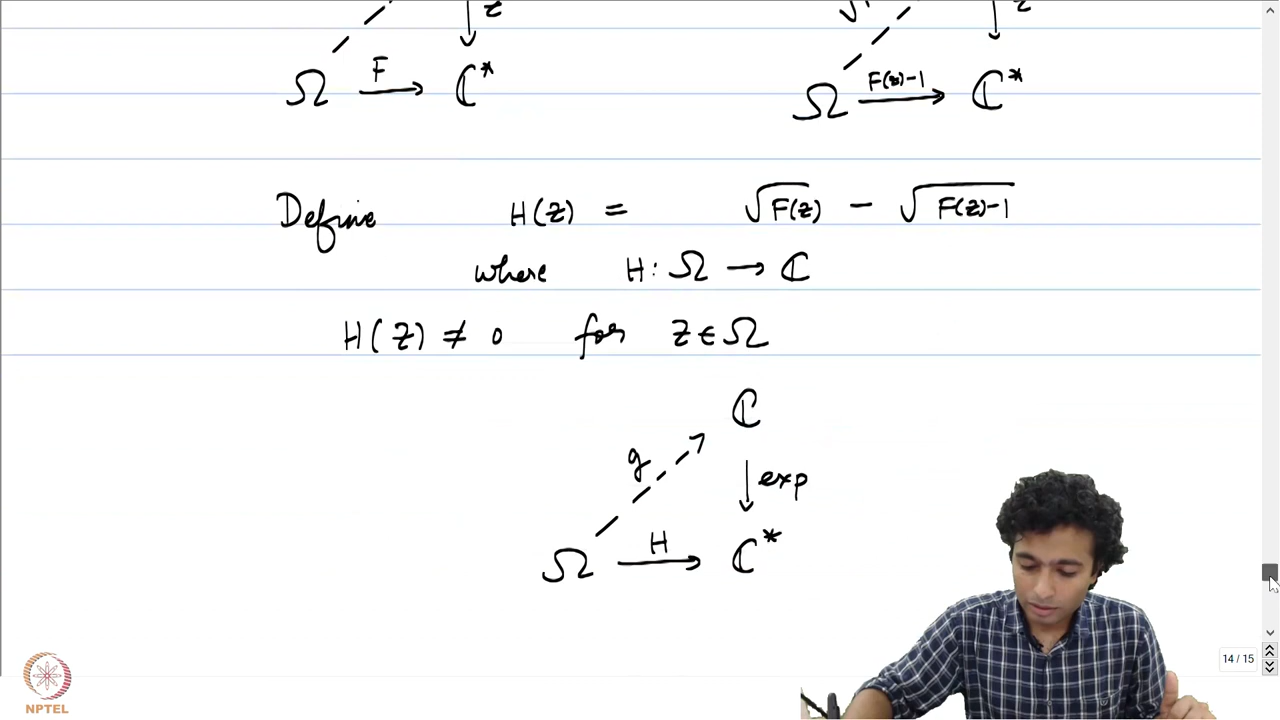 z
z
Ω F ℂ*
Ω F(z)-1 ℂ*
Define H(z) = √F(z) - √F(z)-1
where H: Ω → ℂ
H(z) ≠ 0 for z ∈ Ω
ℂ
g
exp
Ω H ℂ*
14 / 15
NPTEL